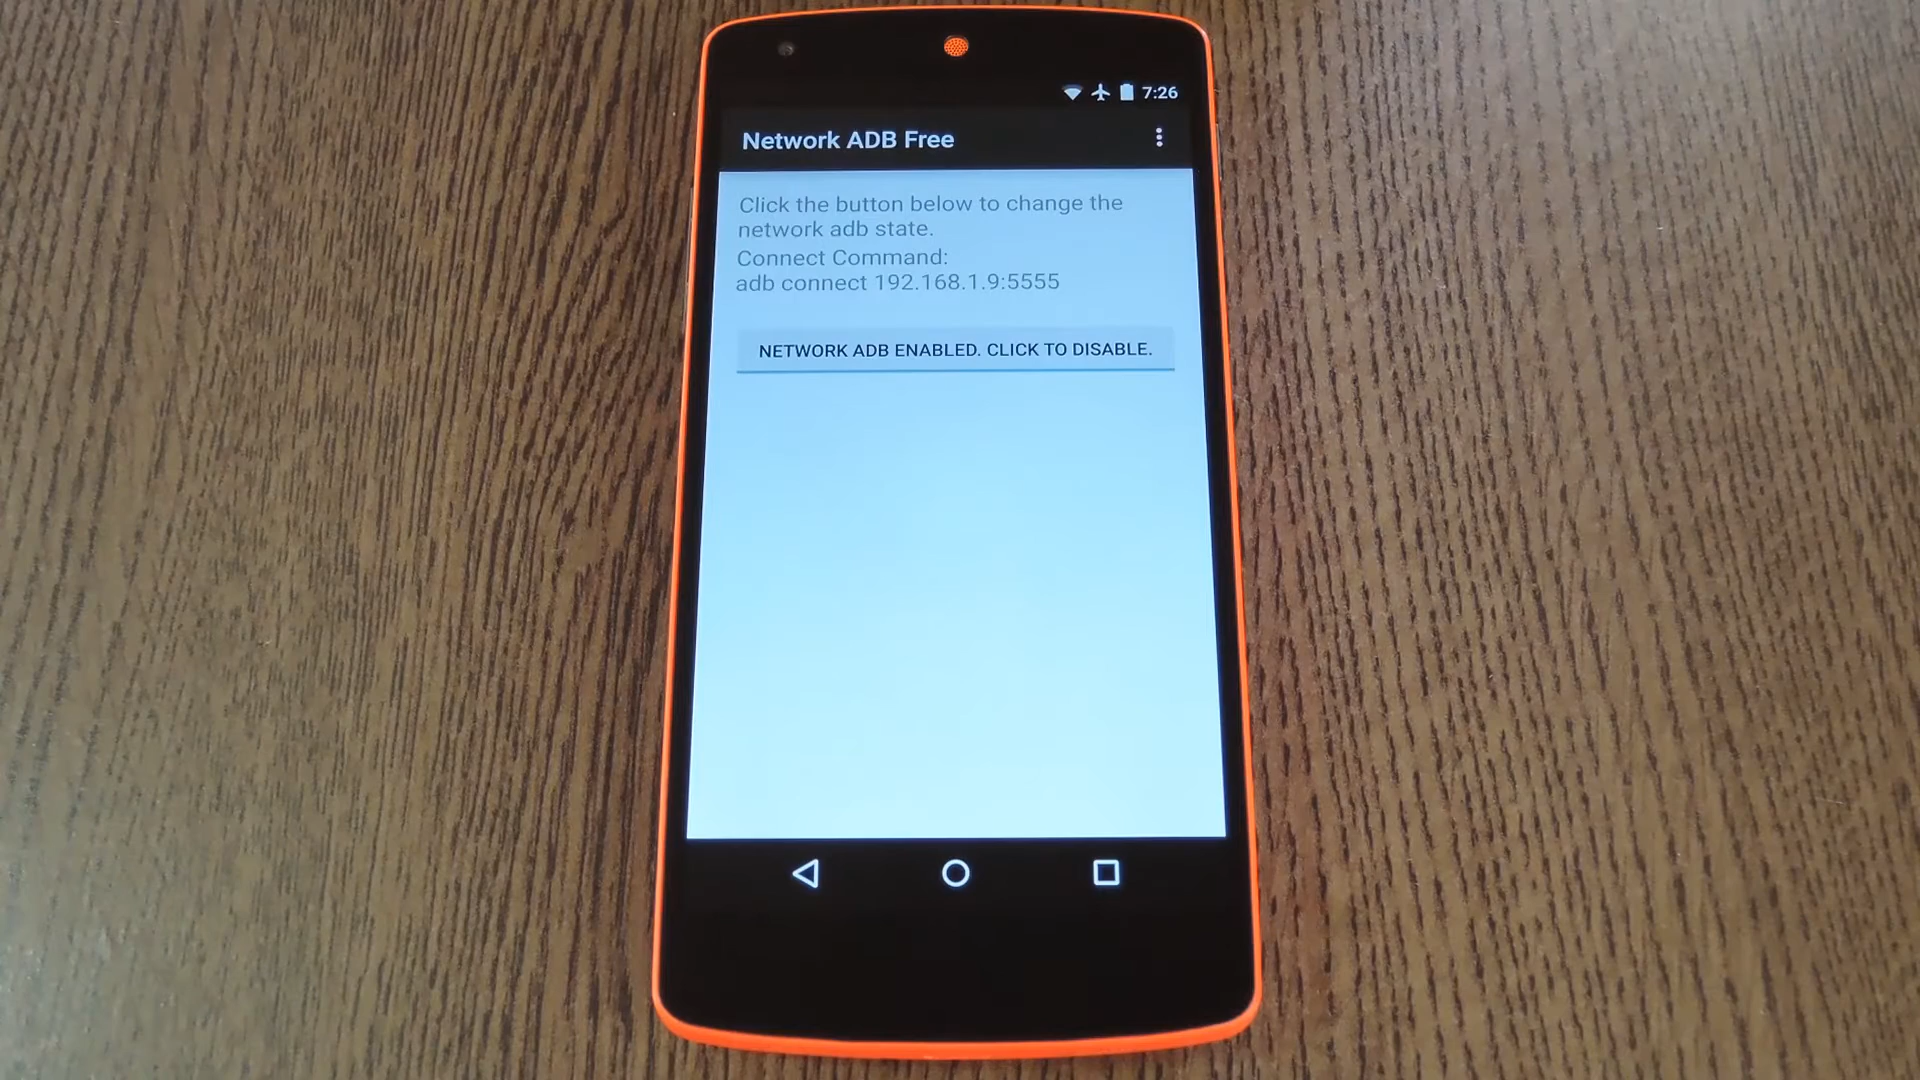 7:26
Network ADB Free
Click the button below to change the
network adb state.
Connect Command:
adb connect 192.168.1.9:5555
NETWORK ADB ENABLED. CLICK TO DISABLE.